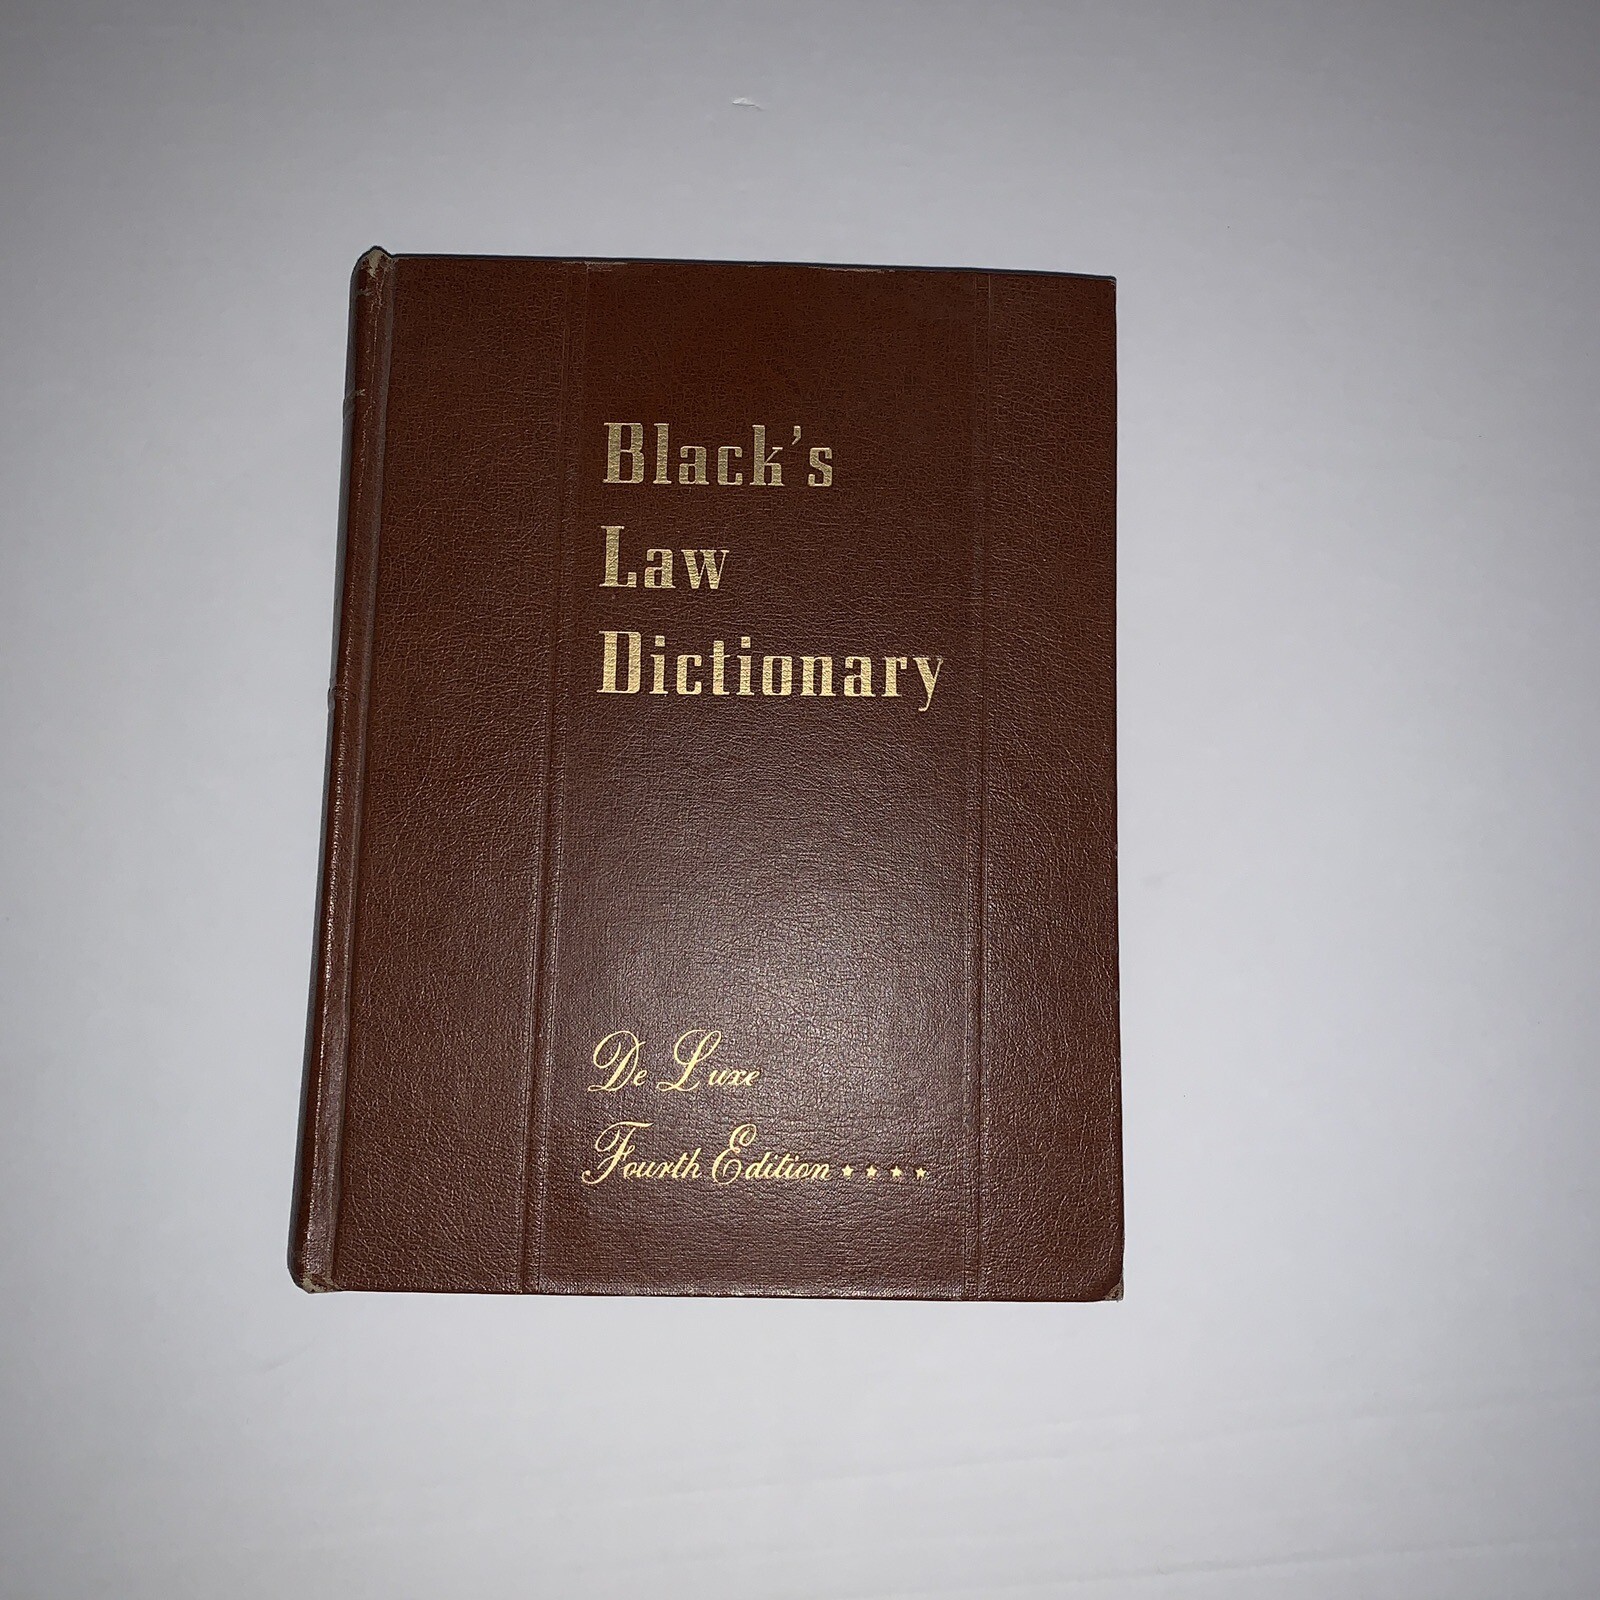 Black's
Law
Dictionary
De Luxe
Fourth Edition ★★★★